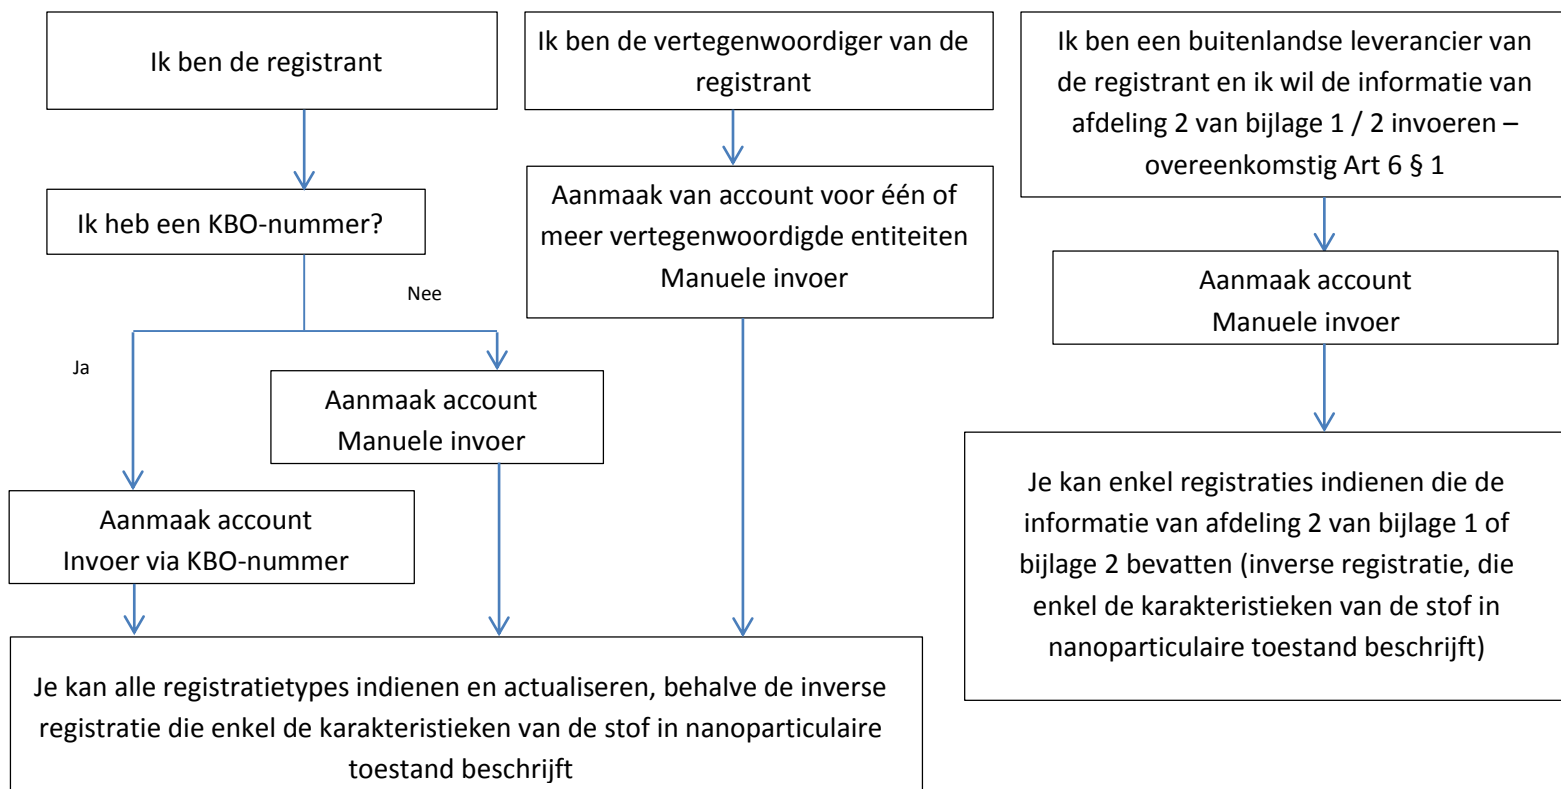 Ik ben de registrant
Ik ben de vertegenwoordiger van de
registrant
Ik ben een buitenlandse leverancier van
de registrant en ik wil de informatie van
afdeling 2 van bijlage 1 / 2 invoeren –
overeenkomstig Art 6 § 1
Ik heb een KBO-nummer?
Aanmaak van account voor één of
meer vertegenwoordigde entiteiten
Manuele invoer
Aanmaak account
Manuele invoer
Nee
Ja
Aanmaak account
Manuele invoer
Aanmaak account
Invoer via KBO-nummer
Je kan enkel registraties indienen die de
informatie van afdeling 2 van bijlage 1 of
bijlage 2 bevatten (inverse registratie, die
enkel de karakteristieken van de stof in
nanoparticulaire toestand beschrijft)
Je kan alle registratietypes indienen en actualiseren, behalve de inverse
registratie die enkel de karakteristieken van de stof in nanoparticulaire
toestand beschrijft